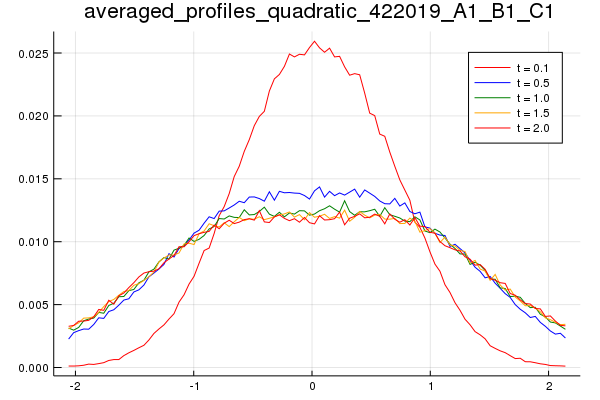 averaged_profiles_quadratic_422019_A1_B1_C1
0.025
0.020
0.015
0.010
0.005
0.000
t = 0.1
t = 0.5
t = 1.0
t = 1.5
t = 2.0
-2 -1 0 1 2